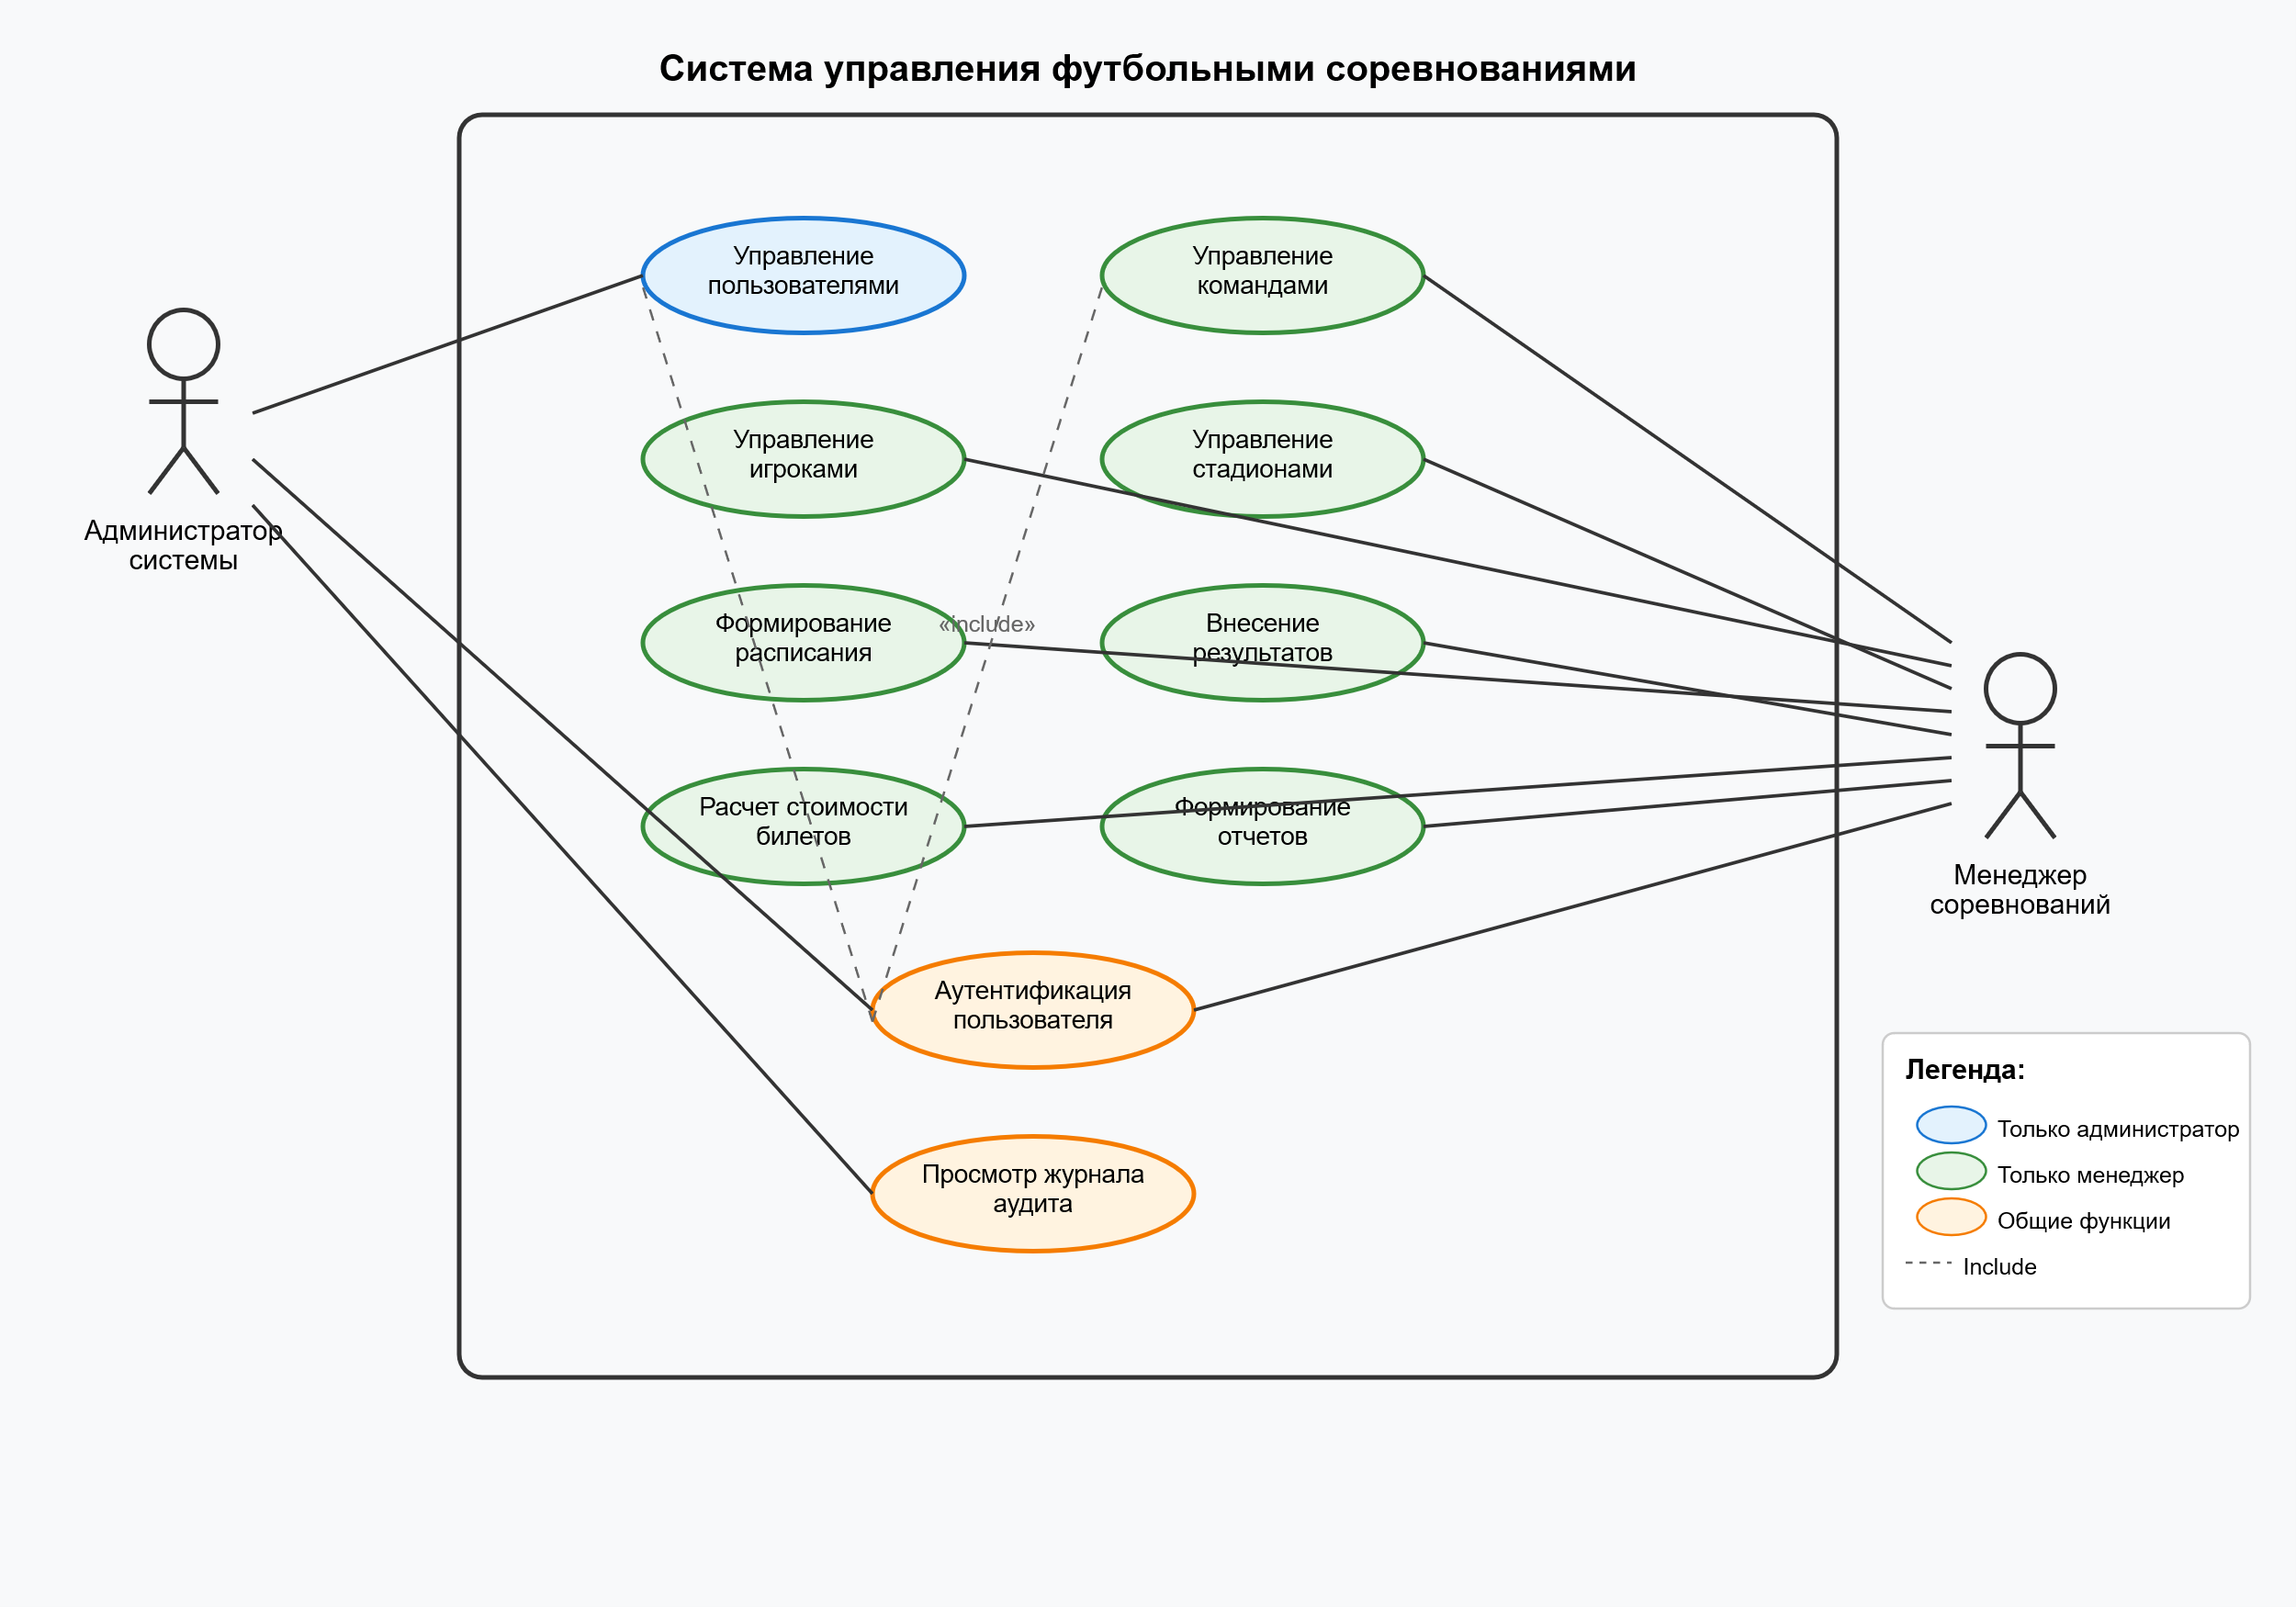 Система управления футбольными соревнованиями
Управление
пользователями
Управление
командами
Управление
игроками
Управление
стадионами
Администратор
системы
Формирование
расписания
«include»
Внесение
результатов
Расчет стоимости
билетов
Формирование
отчетов
Менеджер
соревнований
Аутентификация
пользователя
Просмотр журнала
аудита
Легенда:
Только администратор
Только менеджер
Общие функции
Include